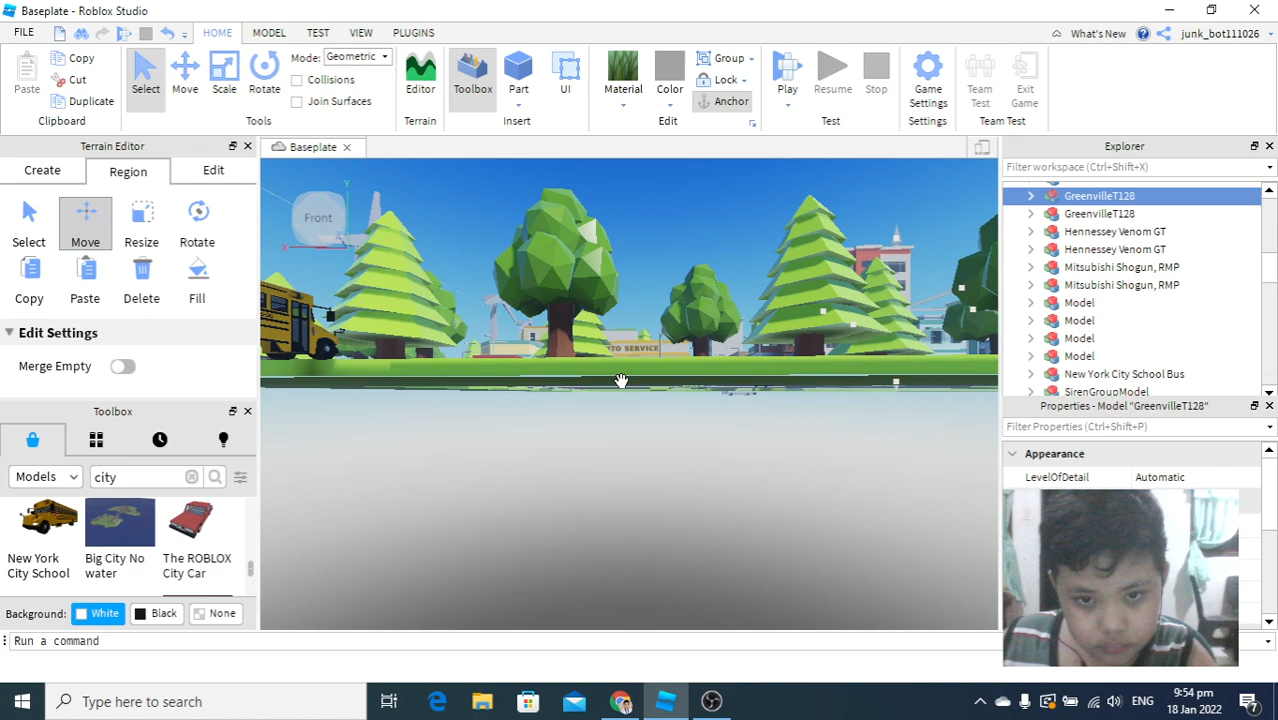 Baseplate - Roblox Studio
FILE HOME MODEL TEST VIEW PLUGINS What's New junk_bot111026
Paste Copy Cut Duplicate Select Move Scale Rotate Mode: Geometric Collisions Join Surfaces Editor Toolbox Part UI Material Color Group Lock Anchor Play Resume Stop Game Settings Team Test Exit Game
Clipboard Tools Terrain Insert Edit Test Settings Team Test
Terrain Editor
Create Region Edit
Select Move Resize Rotate
Copy Paste Delete Fill
Edit Settings
Merge Empty
Toolbox
Models city
New York City School
Big City No water
The ROBLOX City Car
Background: White Black None
Run a command
Baseplate
Front
Y
X
AUTO SERVICE
Explorer
Filter workspace (Ctrl+Shift+X)
GreenvilleT128
GreenvilleT128
Hennessey Venom GT
Hennessey Venom GT
Mitsubishi Shogun, RMP
Mitsubishi Shogun, RMP
Model
Model
Model
Model
New York City School Bus
SirenGroupModel
Properties - Model "GreenvilleT128"
Filter Properties (Ctrl+Shift+P)
Appearance
LevelOfDetail Automatic
Type here to search
ENG
9:54 pm
18 Jan 2022
7